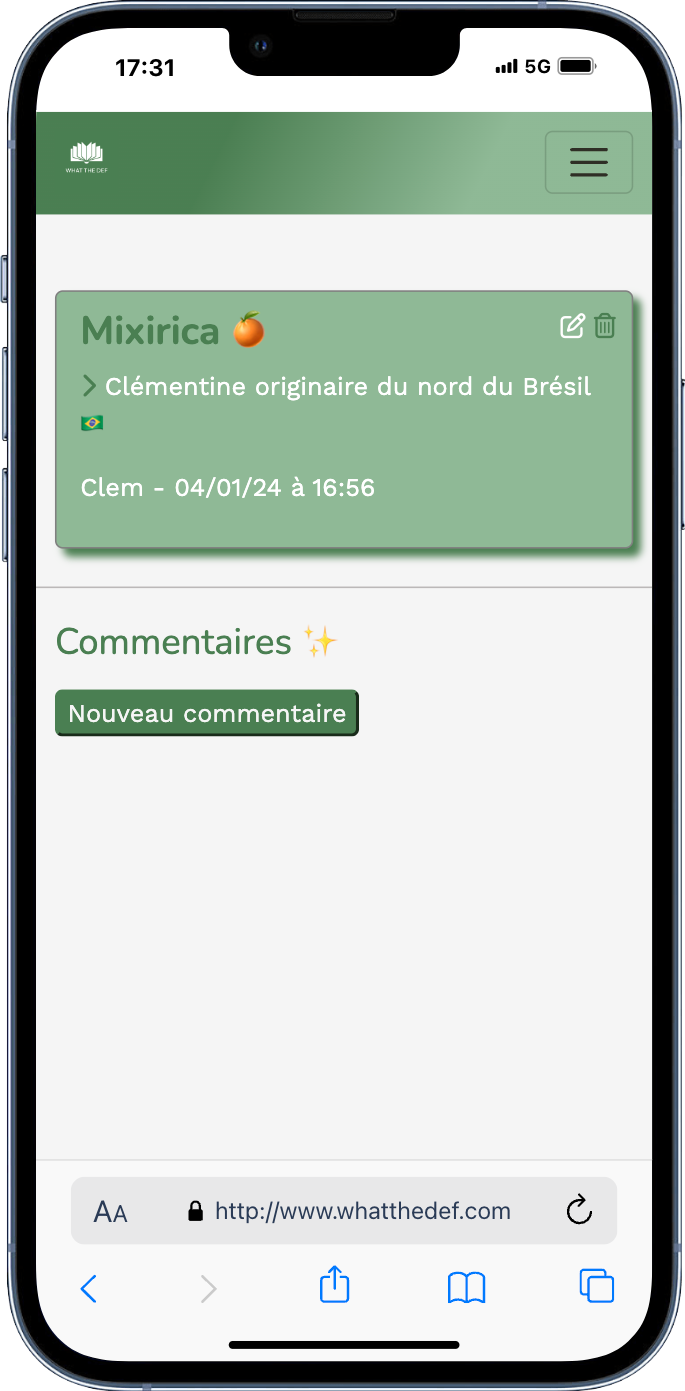 17:31
5G
WHAT THE DEF
Mixirica 🍊
Clémentine originaire du nord du Brésil
🇧🇷
Clem - 04/01/24 à 16:56
Commentaires ✨
Nouveau commentaire
AA
http://www.whatthedef.com